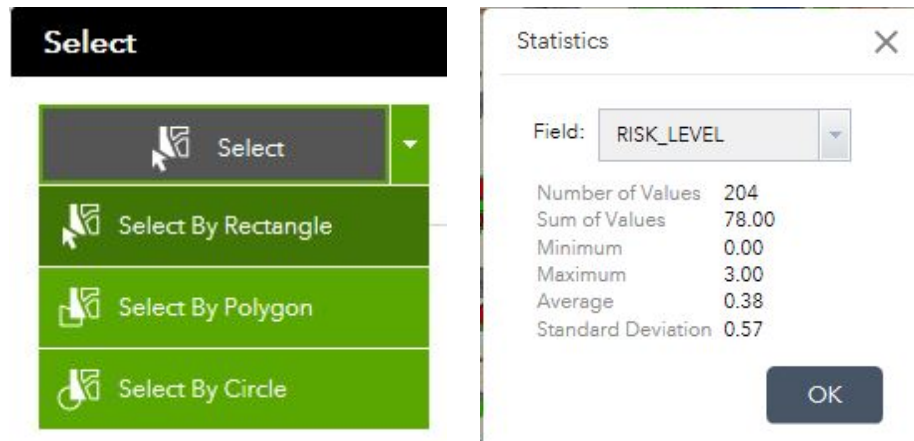 Select
Select
Select By Rectangle
Select By Polygon
Select By Circle
Statistics
Field: RISK_LEVEL
Number of Values 204
Sum of Values 78.00
Minimum 0.00
Maximum 3.00
Average 0.38
Standard Deviation 0.57
OK